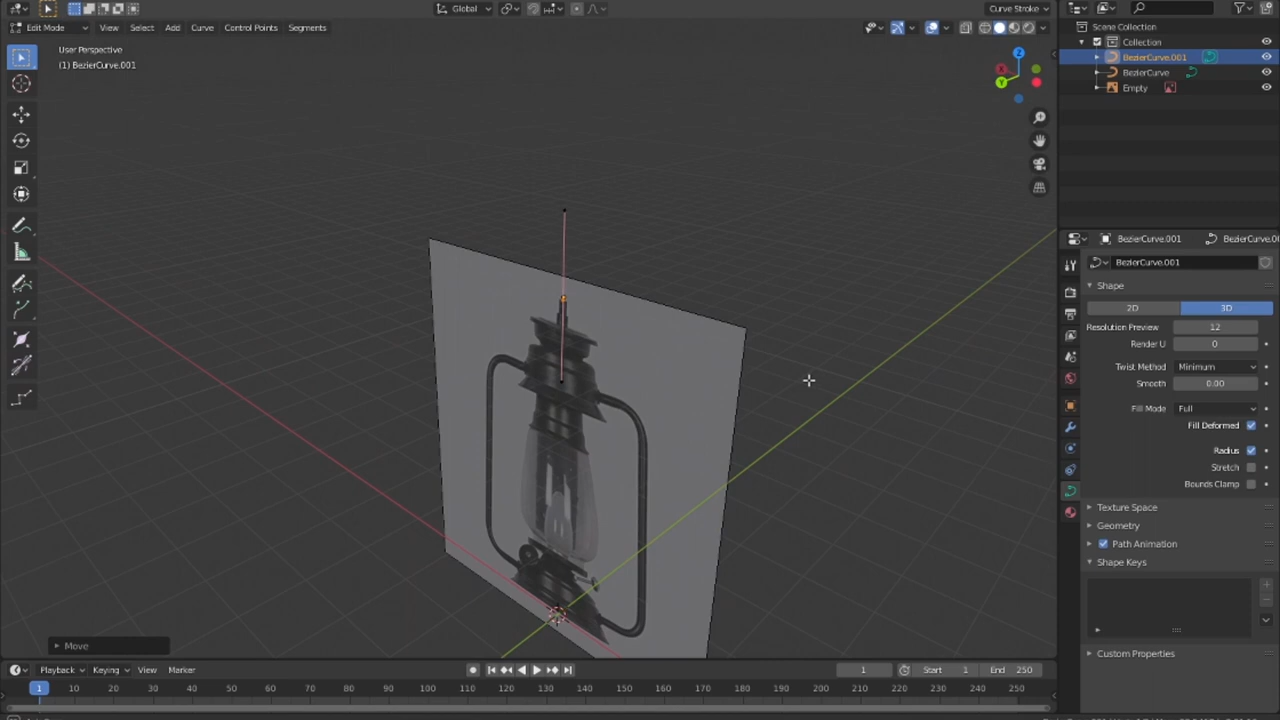 Global
Curve Stroke
Edit Mode View Select Add Curve Control Points Segments
User Perspective
(1) BezierCurve.001
Z
Y
Scene Collection
Collection
BezierCurve.001
BezierCurve
Empty
BezierCurve.001 BezierCurve.00
BezierCurve.001
Shape
2D 3D
Resolution Preview 12
Render U 0
Twist Method Minimum
Smooth 0.00
Fill Mode Full
Fill Deformed
Radius
Stretch
Bounds Clamp
Texture Space
Geometry
Path Animation
Shape Keys
Custom Properties
Move
Playback Keying View Marker
1 Start 1 End 250
1 10 20 30 40 50 60 70 80 90 100 110 120 130 140 150 160 170 180 190 200 210 220 230 240 250